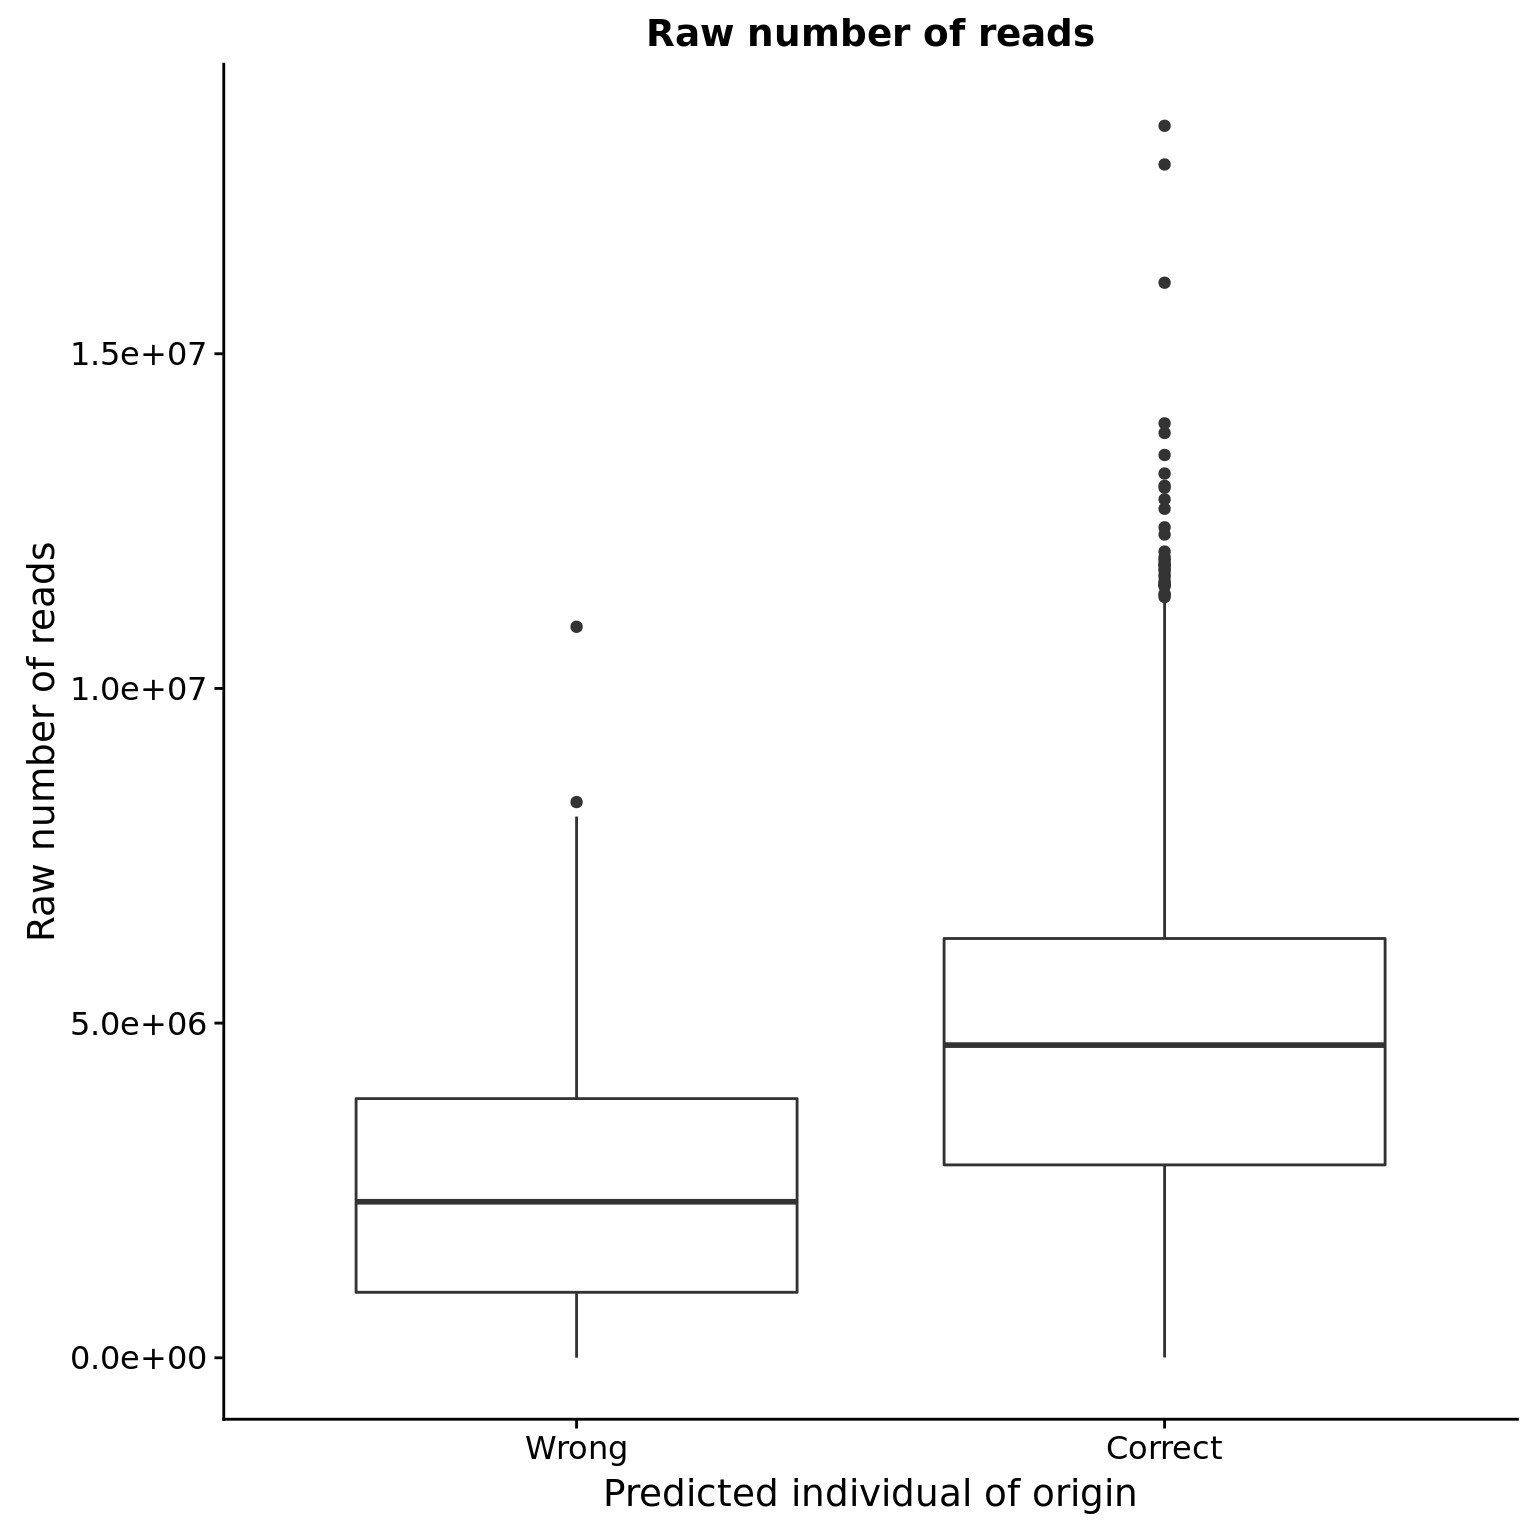 Raw number of reads
Raw number of reads
1.5e+07
1.0e+07
5.0e+06
0.0e+00
Wrong
Correct
Predicted individual of origin